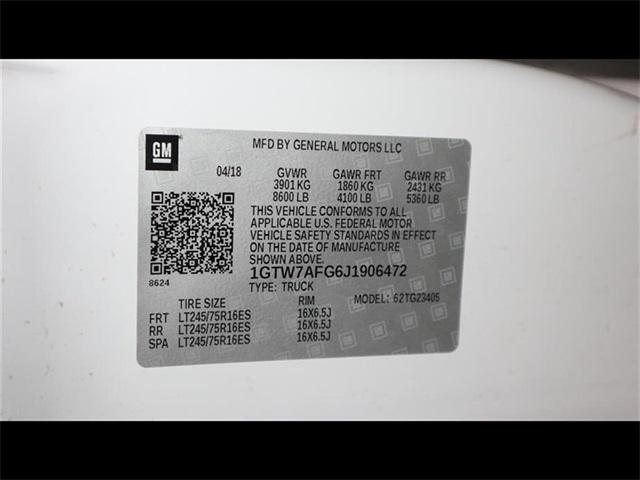 GM
MFD BY GENERAL MOTORS LLC
04/18 GVWR GAWR FRT GAWR RR
3901 KG 1860 KG 2431 KG
8600 LB 4100 LB 5360 LB
THIS VEHICLE CONFORMS TO ALL
APPLICABLE U.S. FEDERAL MOTOR
VEHICLE SAFETY STANDARDS IN EFFECT
ON THE DATE OF MANUFACTURE
SHOWN ABOVE.
8624
1GTW7AFG6J1906472
TYPE: TRUCK MODEL: 62TG23405
TIRE SIZE RIM
FRT LT245/75R16ES 16X6.5J
RR LT245/75R16ES 16X6.5J
SPA LT245/75R16ES 16X6.5J